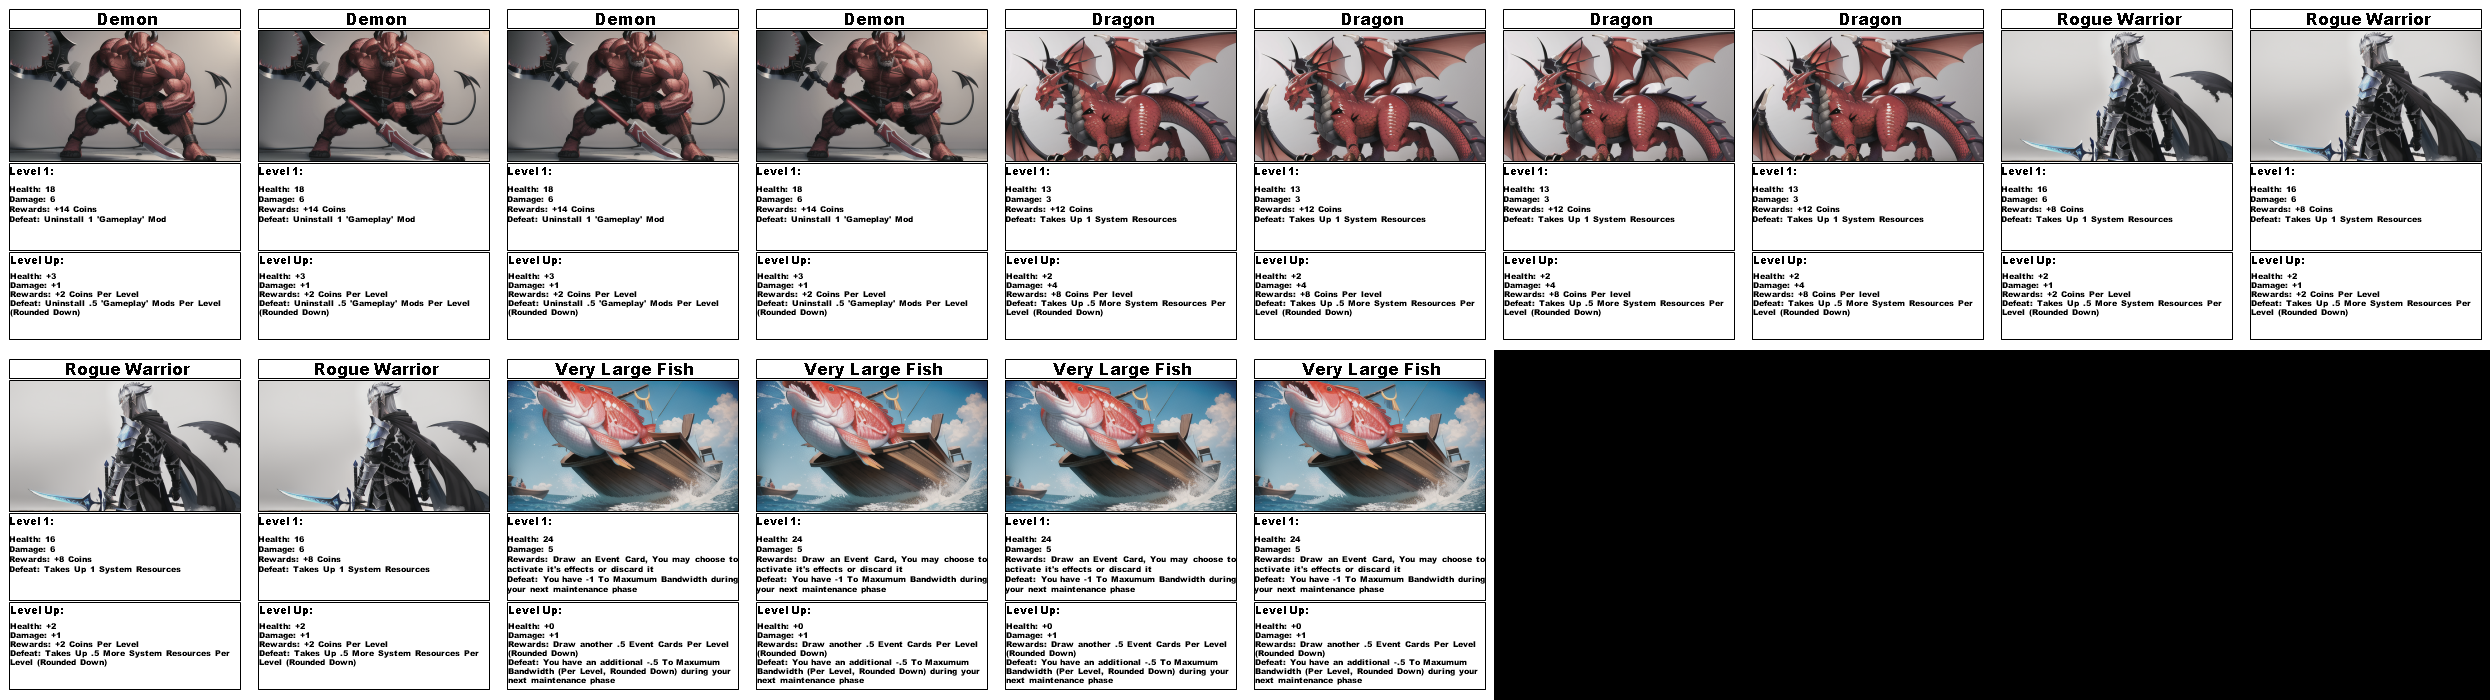 Demon
Level 1:
Health: 18
Damage: 6
Rewards: +14 Coins
Defeat: Uninstall 1 'Gameplay' Mod
Level Up:
Health: +3
Damage: +1
Rewards: +2 Coins Per Level
Defeat: Uninstall .5 'Gameplay' Mods Per Level
(Rounded Down)
Demon
Level 1:
Health: 18
Damage: 6
Rewards: +14 Coins
Defeat: Uninstall 1 'Gameplay' Mod
Level Up:
Health: +3
Damage: +1
Rewards: +2 Coins Per Level
Defeat: Uninstall .5 'Gameplay' Mods Per Level
(Rounded Down)
Demon
Level 1:
Health: 18
Damage: 6
Rewards: +14 Coins
Defeat: Uninstall 1 'Gameplay' Mod
Level Up:
Health: +3
Damage: +1
Rewards: +2 Coins Per Level
Defeat: Uninstall .5 'Gameplay' Mods Per Level
(Rounded Down)
Demon
Level 1:
Health: 18
Damage: 6
Rewards: +14 Coins
Defeat: Uninstall 1 'Gameplay' Mod
Level Up:
Health: +3
Damage: +1
Rewards: +2 Coins Per Level
Defeat: Uninstall .5 'Gameplay' Mods Per Level
(Rounded Down)
Dragon
Level 1:
Health: 13
Damage: 3
Rewards: +12 Coins
Defeat: Takes Up 1 System Resources
Level Up:
Health: +2
Damage: +4
Rewards: +8 Coins Per level
Defeat: Takes Up .5 More System Resources Per
Level (Rounded Down)
Dragon
Level 1:
Health: 13
Damage: 3
Rewards: +12 Coins
Defeat: Takes Up 1 System Resources
Level Up:
Health: +2
Damage: +4
Rewards: +8 Coins Per level
Defeat: Takes Up .5 More System Resources Per
Level (Rounded Down)
Dragon
Level 1:
Health: 13
Damage: 3
Rewards: +12 Coins
Defeat: Takes Up 1 System Resources
Level Up:
Health: +2
Damage: +4
Rewards: +8 Coins Per level
Defeat: Takes Up .5 More System Resources Per
Level (Rounded Down)
Dragon
Level 1:
Health: 13
Damage: 3
Rewards: +12 Coins
Defeat: Takes Up 1 System Resources
Level Up:
Health: +2
Damage: +4
Rewards: +8 Coins Per level
Defeat: Takes Up .5 More System Resources Per
Level (Rounded Down)
Rogue Warrior
Level 1:
Health: 16
Damage: 6
Rewards: +8 Coins
Defeat: Takes Up 1 System Resources
Level Up:
Health: +2
Damage: +1
Rewards: +2 Coins Per Level
Defeat: Takes Up .5 More System Resources Per
Level (Rounded Down)
Rogue Warrior
Level 1:
Health: 16
Damage: 6
Rewards: +8 Coins
Defeat: Takes Up 1 System Resources
Level Up:
Health: +2
Damage: +1
Rewards: +2 Coins Per Level
Defeat: Takes Up .5 More System Resources Per
Level (Rounded Down)
Rogue Warrior
Level 1:
Health: 16
Damage: 6
Rewards: +8 Coins
Defeat: Takes Up 1 System Resources
Level Up:
Health: +2
Damage: +1
Rewards: +2 Coins Per Level
Defeat: Takes Up .5 More System Resources Per
Level (Rounded Down)
Rogue Warrior
Level 1:
Health: 16
Damage: 6
Rewards: +8 Coins
Defeat: Takes Up 1 System Resources
Level Up:
Health: +2
Damage: +1
Rewards: +2 Coins Per Level
Defeat: Takes Up .5 More System Resources Per
Level (Rounded Down)
Very Large Fish
Level 1:
Health: 24
Damage: 5
Rewards: Draw an Event Card, You may choose to
activate it's effects or discard it
Defeat: You have -1 To Maxumum Bandwidth during
your next maintenance phase
Level Up:
Health: +0
Damage: +1
Rewards: Draw another .5 Event Cards Per Level
(Rounded Down)
Defeat: You have an additional -.5 To Maxumum
Bandwidth (Per Level, Rounded Down) during your
next maintenance phase
Very Large Fish
Level 1:
Health: 24
Damage: 5
Rewards: Draw an Event Card, You may choose to
activate it's effects or discard it
Defeat: You have -1 To Maxumum Bandwidth during
your next maintenance phase
Level Up:
Health: +0
Damage: +1
Rewards: Draw another .5 Event Cards Per Level
(Rounded Down)
Defeat: You have an additional -.5 To Maxumum
Bandwidth (Per Level, Rounded Down) during your
next maintenance phase
Very Large Fish
Level 1:
Health: 24
Damage: 5
Rewards: Draw an Event Card, You may choose to
activate it's effects or discard it
Defeat: You have -1 To Maxumum Bandwidth during
your next maintenance phase
Level Up:
Health: +0
Damage: +1
Rewards: Draw another .5 Event Cards Per Level
(Rounded Down)
Defeat: You have an additional -.5 To Maxumum
Bandwidth (Per Level, Rounded Down) during your
next maintenance phase
Very Large Fish
Level 1:
Health: 24
Damage: 5
Rewards: Draw an Event Card, You may choose to
activate it's effects or discard it
Defeat: You have -1 To Maxumum Bandwidth during
your next maintenance phase
Level Up:
Health: +0
Damage: +1
Rewards: Draw another .5 Event Cards Per Level
(Rounded Down)
Defeat: You have an additional -.5 To Maxumum
Bandwidth (Per Level, Rounded Down) during your
next maintenance phase